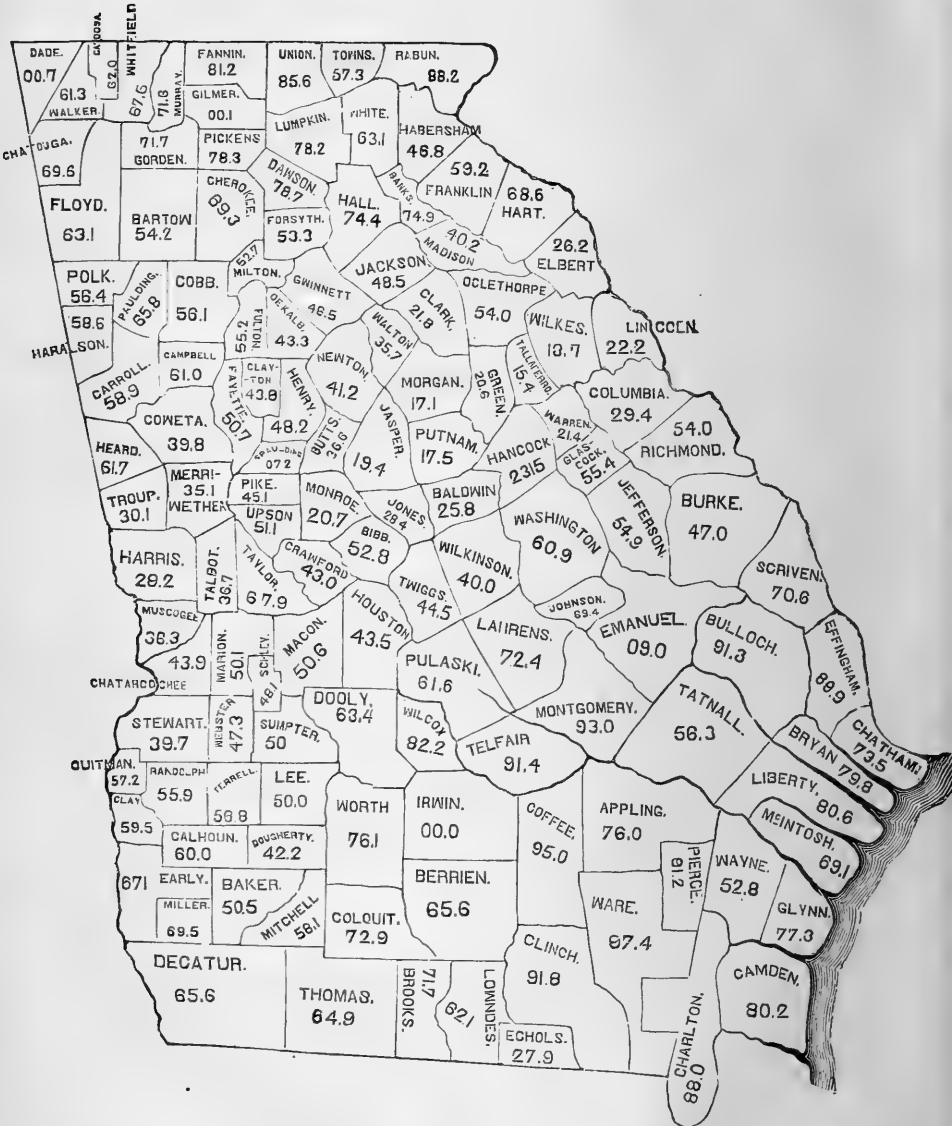 DADE.
00.7
CATOOSA.
62.0
WHITFIELD
67.6
71.8
MURRAY.
FANNIN.
81.2
UNION.
85.6
TOWNS.
57.3
RABUN.
88.2
61.3
WALKER.
GILMER.
00.1
LUMPKIN.
78.2
WHITE.
63.1
HABERSHAM
46.8
CHATOUGA.
69.6
71.7
GORDEN.
PICKENS
78.3
DAWSON.
78.7
BANKS.
74.9
59.2
FRANKLIN
68.6
HART.
FLOYD.
63.1
BARTOW
54.2
CHEROKEE.
69.3
FORSYTH.
53.3
HALL.
74.4
40.2
MADISON
26.2
ELBERT
POLK.
56.4
PAULDING.
65.8
COBB.
56.1
52.7
MILTON.
GWINNETT
46.5
JACKSON.
48.5
CLARK.
21.8
OCLETHORPE
54.0
WILKES.
13.7
LINCOEN.
22.2
58.6
HARALSON.
CAMPBELL
61.0
55.2
FULTON.
DEKALB.
43.3
WALTON
35.7
CARROLL.
58.9
FAYETTE.
50.7
CLAY-
TON
43.8
HENRY.
48.2
NEWTON.
41.2
MORGAN.
17.1
GREEN.
20.6
TALLAFERRO.
15.4
COLUMBIA.
29.4
COWETA.
39.8
BUTTS.
36.6
JASPER.
19.4
PUTNAM.
17.5
HANCOCK
2315
WARREN.
21.4
GLAS-
COCK.
55.4
54.0
RICHMOND.
HEARD.
61.7
SPAULDING
07.2
MERRI-
35.1
WETHER
PIKE.
45.1
UPSON
51.1
MONROE.
20.7
JONES.
28.4
BALDWIN
25.8
WASHINGTON
60.9
JEFFERSON.
54.9
BURKE.
47.0
TROUP.
30.1
HARRIS.
29.2
TALBOT.
36.7
TAYLOR.
67.9
CRAWFORD
43.0
BIBB.
52.8
TWIGGS.
44.5
WILKINSON.
40.0
JOHNSON.
69.4
SCRIVEN.
70.6
MUSCOGEE
36.3
43.9
CHATAHOOCHEE
MARION.
50.1
SCHLEY.
48.1
MACON.
50.6
HOUSTON
43.5
PULASKI.
61.6
LAURENS.
72.4
EMANUEL.
09.0
BULLOCH.
91.3
EFFINGHAM.
89.9
STEWART.
39.7
WEBSTER
47.3
SUMPTER.
50
DOOLY.
63.4
WILCOX
82.2
TELFAIR
91.4
MONTGOMERY.
93.0
TATNALL.
56.3
BRYAN
79.8
CHATHAM.
73.5
QUITMAN.
57.2
RANDOLPH
55.9
TERRELL.
56.8
LEE.
50.0
WORTH
76.1
IRWIN.
00.0
COFFEE.
95.0
APPLING.
76.0
LIBERTY.
80.6
McINTOSH.
69.1
CLAY
59.5
CALHOUN.
60.0
DOUGHERTY.
42.2
BERRIEN.
65.6
PIERCE.
81.2
WAYNE.
52.8
GLYNN.
77.3
671
EARLY.
MILLER.
69.5
BAKER.
50.5
MITCHELL
58.1
COLQUIT.
72.9
WARE.
97.4
DECATUR.
65.6
THOMAS.
64.9
71.7
BROOKS.
62.1
LOWNDES.
CLINCH.
91.8
ECHOLS.
27.9
CAMDEN.
80.2
CHARLTON.
88.0